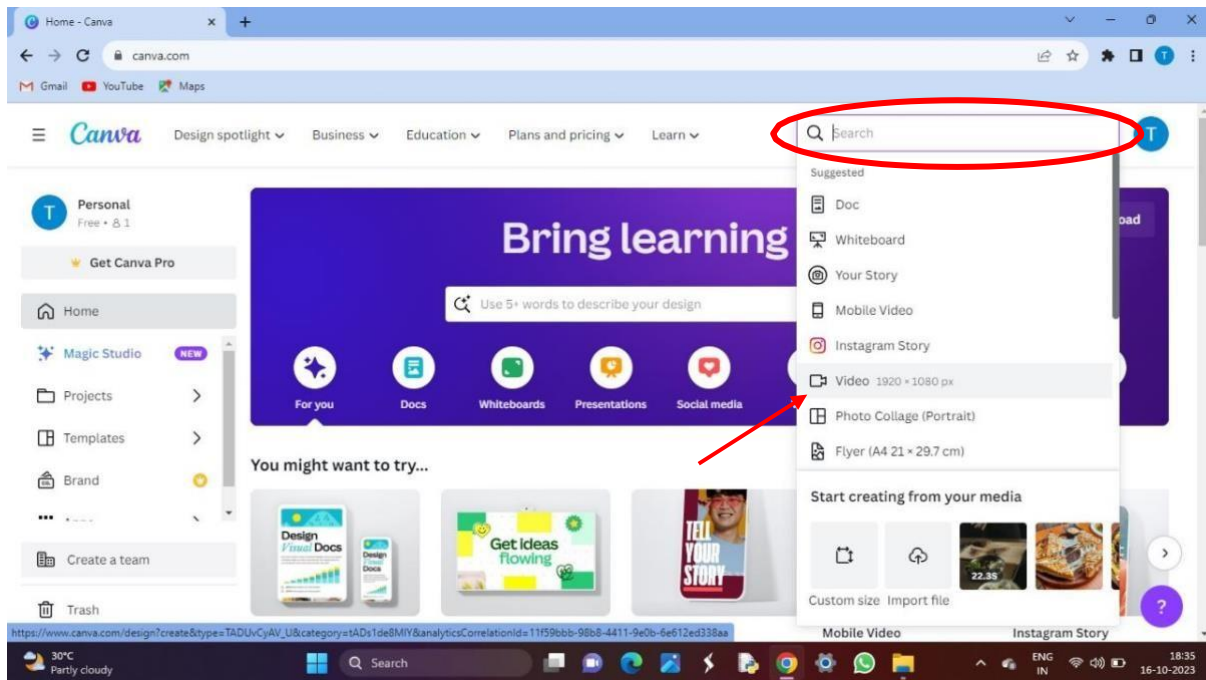 Home - Canva
canva.com
Gmail YouTube Maps
Canva Design spotlight Business Education Plans and pricing Learn
Search
T
Suggested
Doc
Whiteboard
Your Story
Mobile Video
Instagram Story
Video 1920 × 1080 px
Photo Collage (Portrait)
Flyer (A4 21 × 29.7 cm)
Start creating from your media
22.3S
Custom size Import file
T
Personal
Free • 1
Get Canva Pro
Home
Magic Studio NEW
Projects
Templates
Brand
Create a team
Trash
Bring learning
oad
Use 5+ words to describe your design
For you Docs Whiteboards Presentations Social media
You might want to try...
Design
Visual Docs
Design
Visual
Docs
Get ideas
flowing
TELL
YOUR
STORY
Mobile Video Instagram Story
?
https://www.canva.com/design?create&type=TADUvCyAV_U&category=tADs1de8MIY&analyticsCorrelationId=11f59bbb-98b8-4411-9e0b-6e612ed338aa
30°C
Partly cloudy
Search
ENG
IN
18:35
16-10-2023